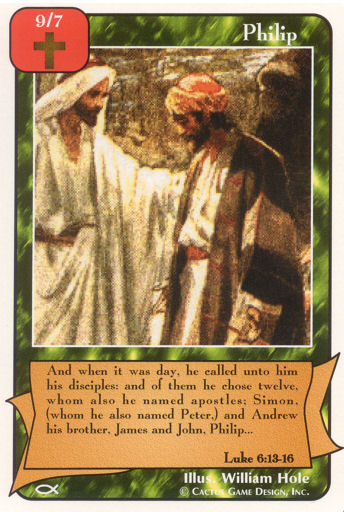 9/7
Philip
And when it was day, he called unto him
his disciples: and of them he chose twelve,
whom also he named apostles; Simon,
(whom he also named Peter,) and Andrew
his brother, James and John, Philip...
Luke 6:13-16
Illus. William Hole
© Cactus Game Design, Inc.